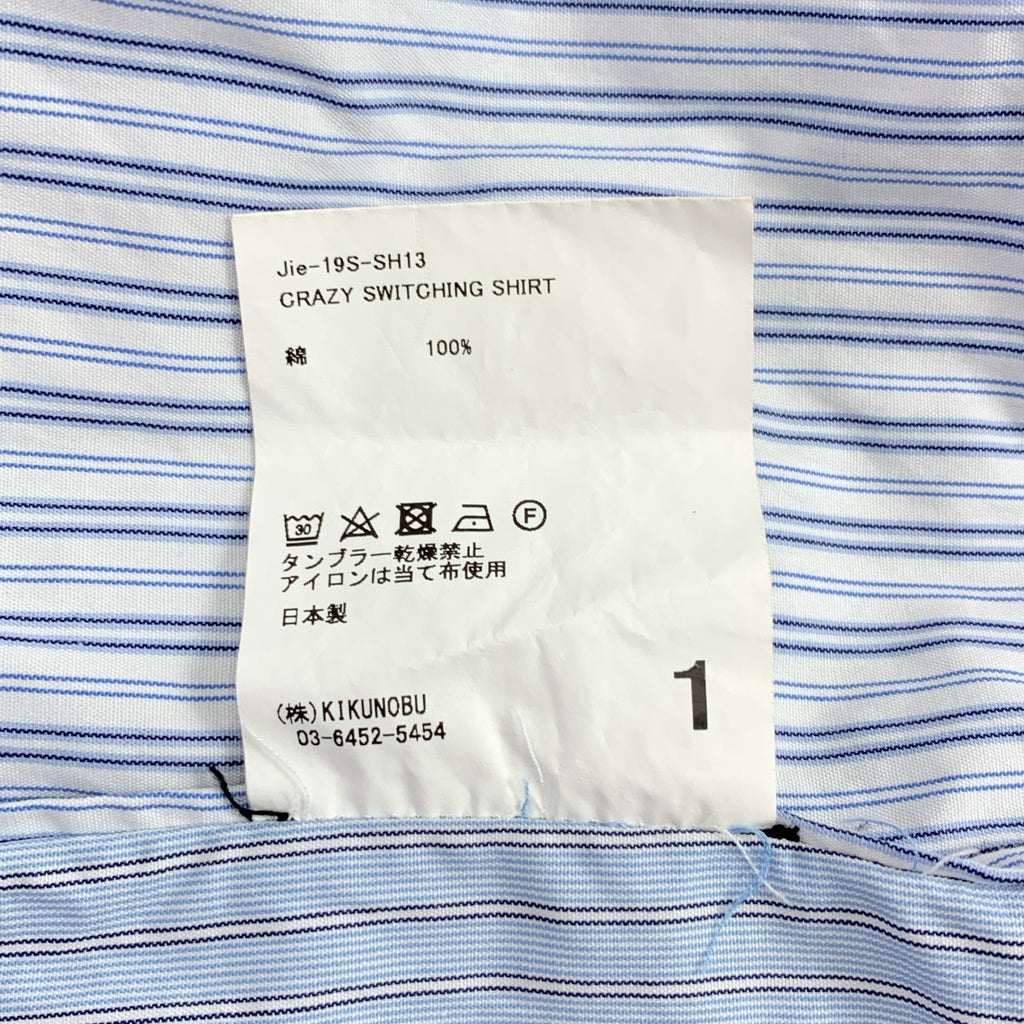 Jie-19S-SH13
CRAZY SWITCHING SHIRT
綿 100%
30 F
タンブラー乾燥禁止
アイロンは当て布使用
日本製
1
(株)KIKUNOBU
03-6452-5454